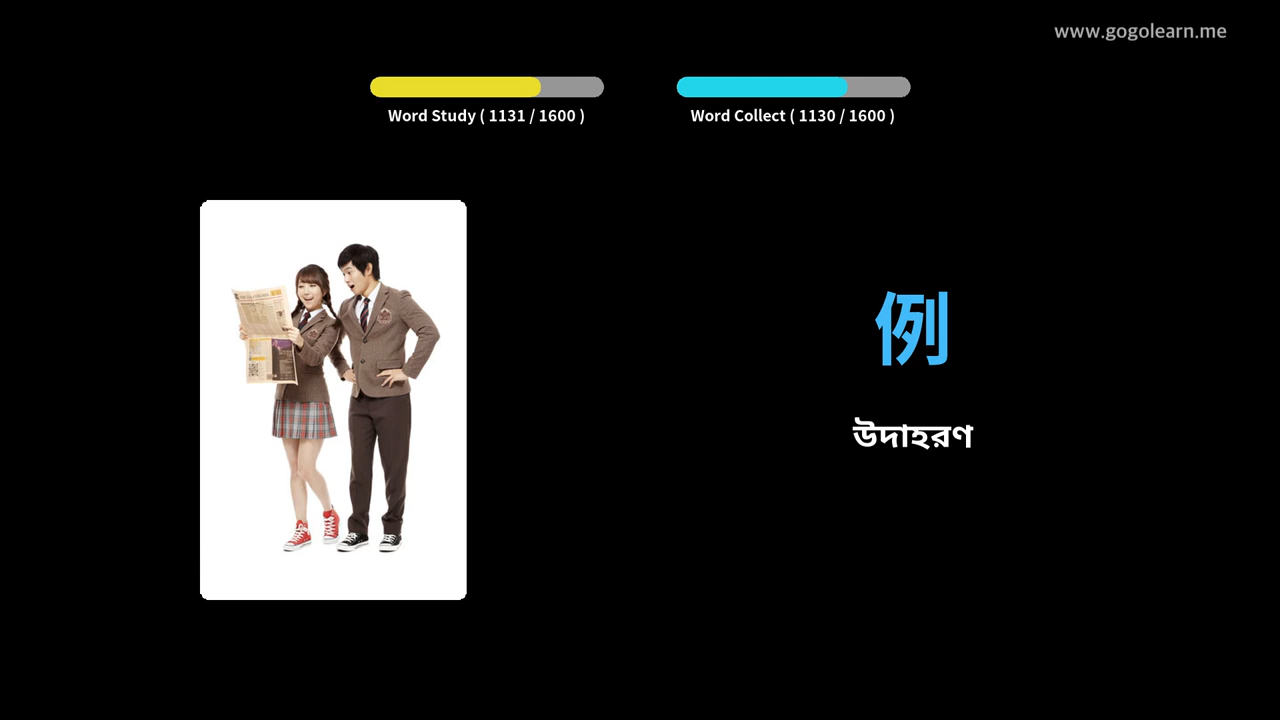 www.gogolearn.me
Word Study ( 1131 / 1600 )
Word Collect ( 1130 / 1600 )
例
উদাহরণ